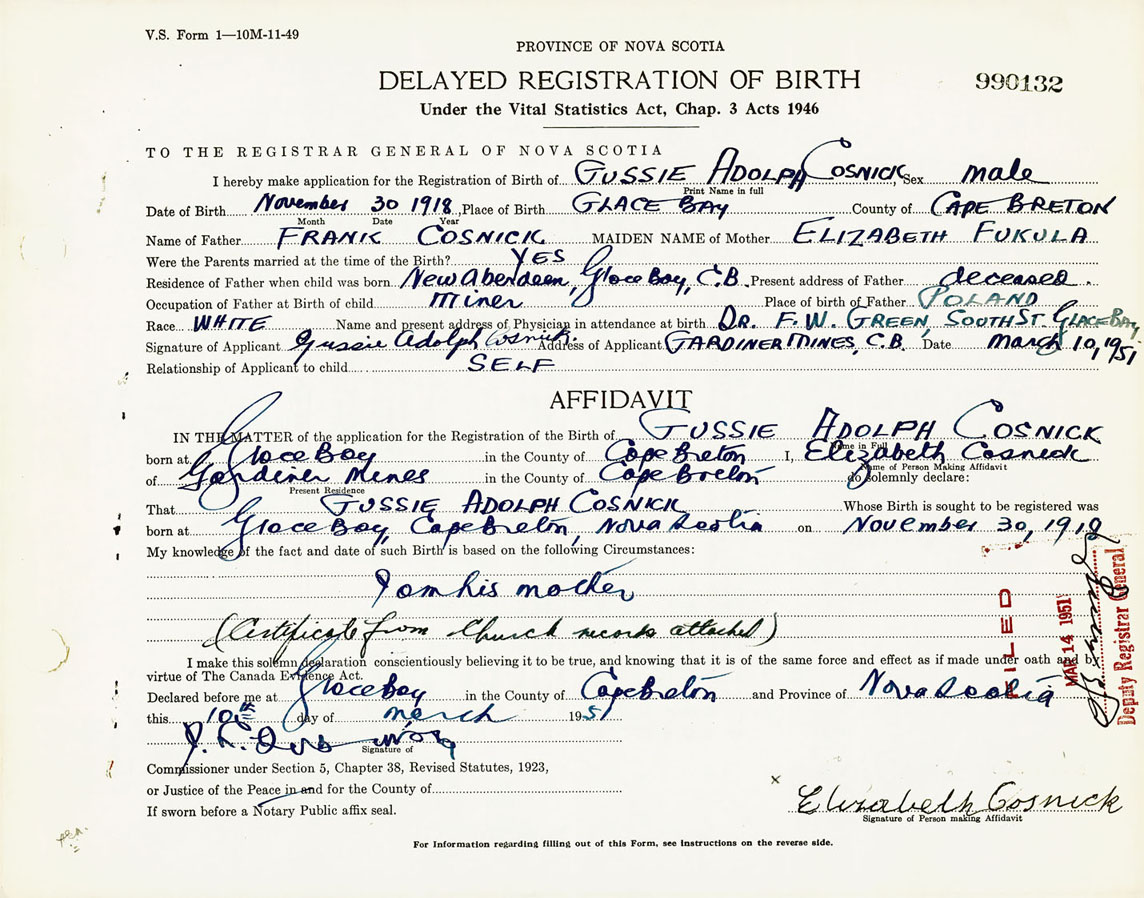 V.S. Form 1—10M-11-49
PROVINCE OF NOVA SCOTIA
DELAYED REGISTRATION OF BIRTH
990132
Under the Vital Statistics Act, Chap. 3 Acts 1946
TO THE REGISTRAR GENERAL OF NOVA SCOTIA
I hereby make application for the Registration of Birth of GUSSIE ADOLPH COSNICK Sex male
Print Name in full
Date of Birth November 30 1918, Place of Birth GLACE BAY County of CAPE BRETON
Month Date Year
Name of Father FRANK COSNICK MAIDEN NAME of Mother ELIZABETH FUKULA
Were the Parents married at the time of the Birth? YES
Residence of Father when child was born New Aberdeen, Glace Bay, C.B. Present address of Father deceased.
Occupation of Father at Birth of child Miner Place of birth of Father POLAND
Race WHITE Name and present address of Physician in attendance at birth DR. F.W. GREEN, SOUTH ST. GLACE BAY
Signature of Applicant Gussie Adolph Cosnick. Address of Applicant GARDINER MINES, C.B. Date March 10, 1951
Relationship of Applicant to child SELF
AFFIDAVIT
IN THE MATTER of the application for the Registration of the Birth of GUSSIE ADOLPH COSNICK
Name in Full
born at Glace Bay in the County of Cape Breton I, Elizabeth Cosnick
Name of Person Making Affidavit
of Gardiner Mines in the County of Cape Breton do solemnly declare:
Present Residence
That GUSSIE ADOLPH COSNICK Whose Birth is sought to be registered was
born at Glace Bay, Cape Breton, Nova Scotia on November 30, 1918
My knowledge of the fact and date of such Birth is based on the following Circumstances:
I am his mother
(Certificate from Church records attached)
I make this solemn declaration conscientiously believing it to be true, and knowing that it is of the same force and effect as if made under oath and by
virtue of The Canada Evidence Act.
Declared before me at Glace Bay in the County of Cape Breton and Province of Nova Scotia
this 10th day of march 1951
Signature of
Commissioner under Section 5, Chapter 38, Revised Statutes, 1923,
or Justice of the Peace in and for the County of
If sworn before a Notary Public affix seal.
x Elizabeth Cosnick
Signature of Person making Affidavit
For Information regarding filling out of this Form, see instructions on the reverse side.
FILED
MAR 14 1951
Deputy Registrar General